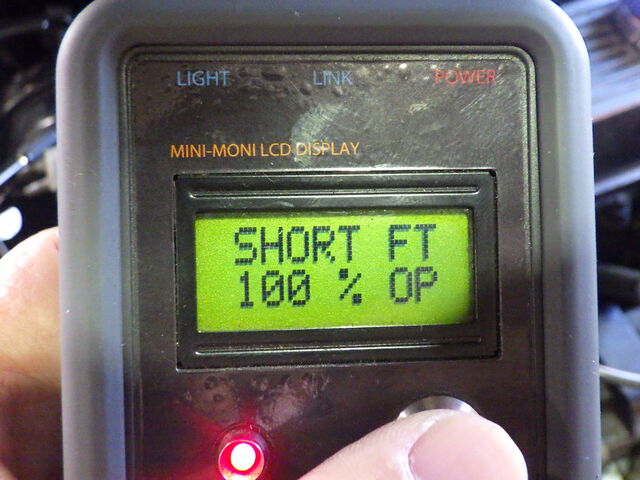 LIGHT LINK POWER
MINI-MONI LCD DISPLAY
SHORT FT
100 % OP